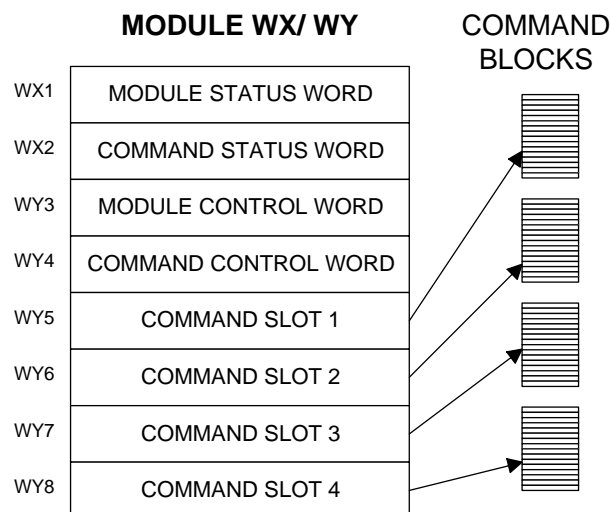 MODULE WX/ WY
COMMAND
BLOCKS
WX1 MODULE STATUS WORD
WX2 COMMAND STATUS WORD
WY3 MODULE CONTROL WORD
WY4 COMMAND CONTROL WORD
WY5 COMMAND SLOT 1
WY6 COMMAND SLOT 2
WY7 COMMAND SLOT 3
WY8 COMMAND SLOT 4